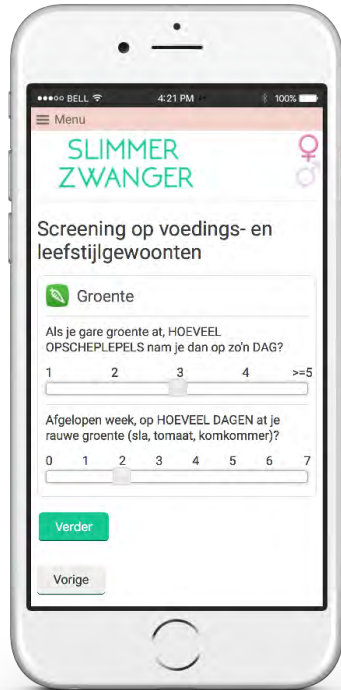 BELL 4:21 PM 100%
Menu
SLIMMER
ZWANGER
Screening op voedings- en
leefstijlgewoonten
Groente
Als je gare groente at, HOEVEEL
OPSCHEPLEPELS nam je dan op zo'n DAG?
1 2 3 4 >=5
Afgelopen week, op HOEVEEL DAGEN at je
rauwe groente (sla, tomaat, komkommer)?
0 1 2 3 4 5 6 7
Verder
Vorige